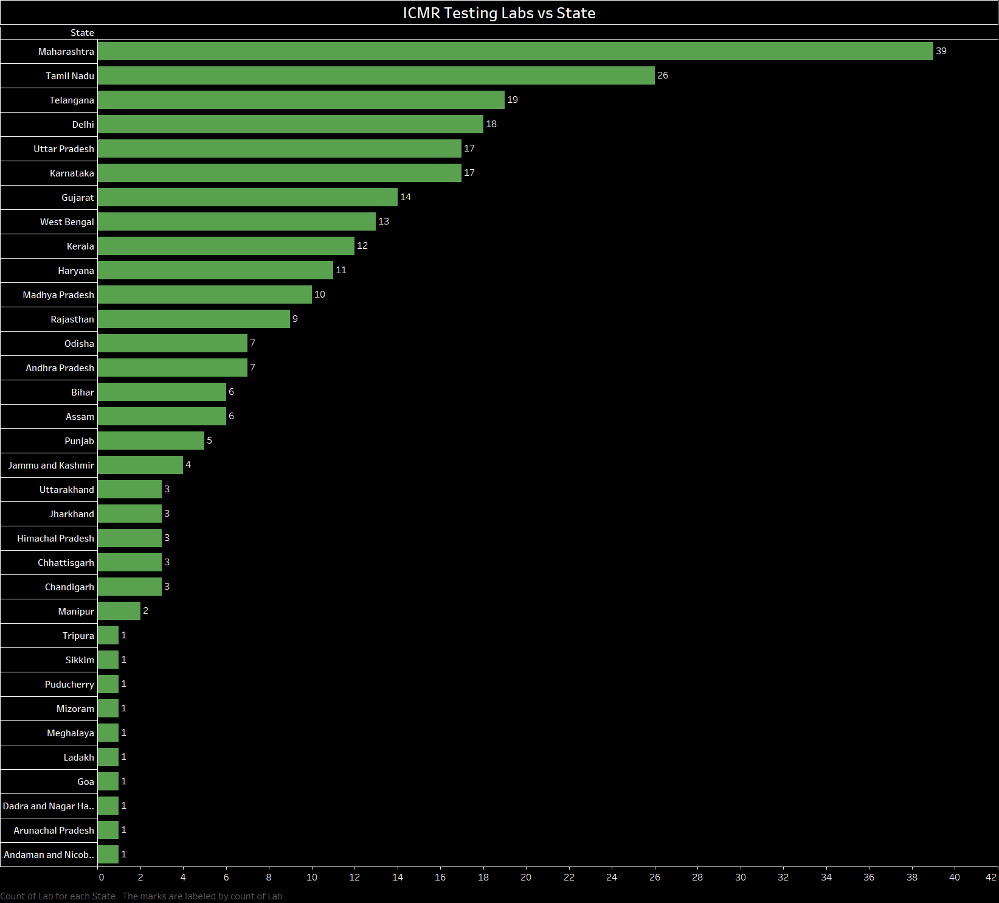 ICMR Testing Labs vs State
State
Maharashtra 39
Tamil Nadu 26
Telangana 19
Delhi 18
Uttar Pradesh 17
Karnataka 17
Gujarat 14
West Bengal 13
Kerala 12
Haryana 11
Madhya Pradesh 10
Rajasthan 9
Odisha 7
Andhra Pradesh 7
Bihar 6
Assam 6
Punjab 5
Jammu and Kashmir 4
Uttarakhand 3
Jharkhand 3
Himachal Pradesh 3
Chhattisgarh 3
Chandigarh 3
Manipur 2
Tripura 1
Sikkim 1
Puducherry 1
Mizoram 1
Meghalaya 1
Ladakh 1
Goa 1
Dadra and Nagar Ha.. 1
Arunachal Pradesh 1
Andaman and Nicob.. 1
0 2 4 6 8 10 12 14 16 18 20 22 24 26 28 30 32 34 36 38 40 42
Count of Lab for each State. The marks are labeled by count of Lab.